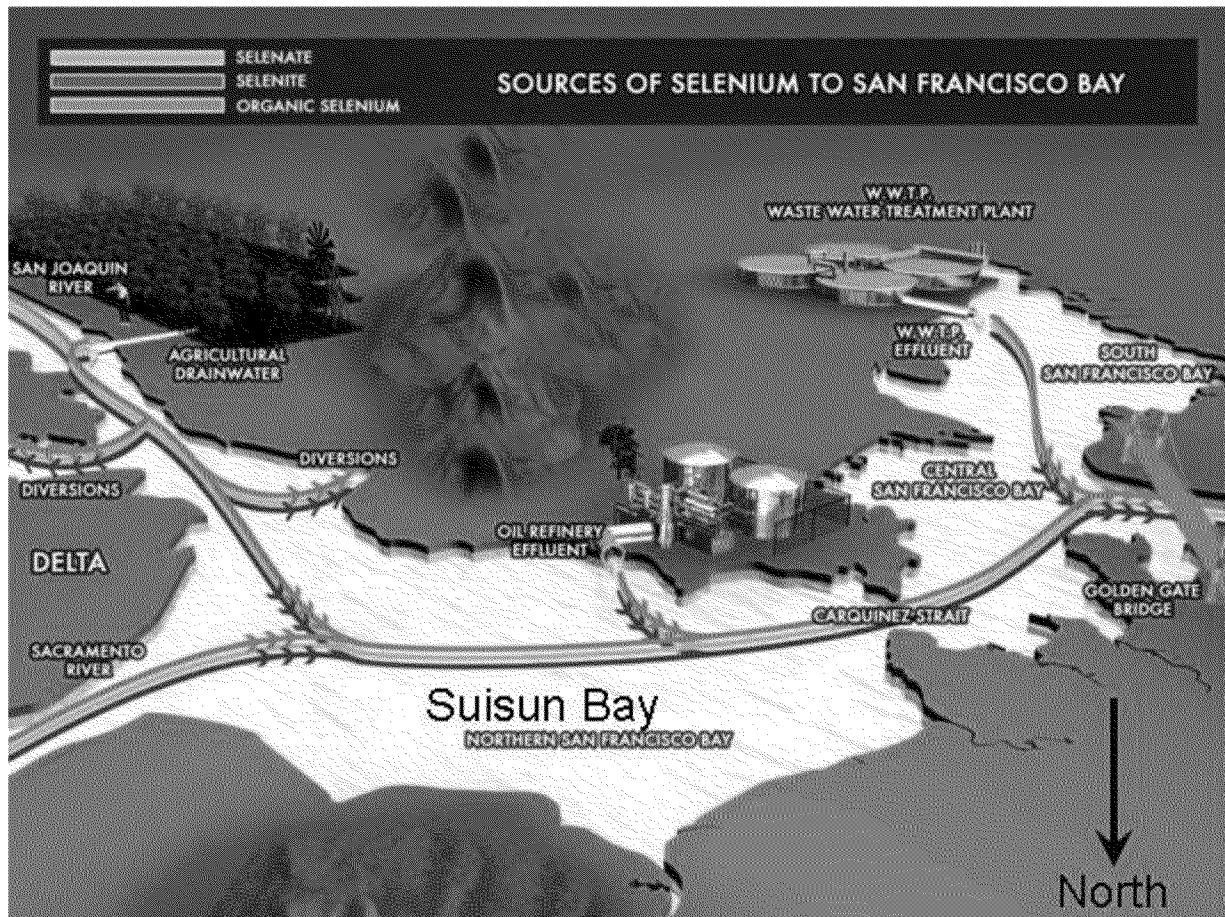 SELENATE
SELENITE
ORGANIC SELENIUM
SOURCES OF SELENIUM TO SAN FRANCISCO BAY
W.W.T.P.
WASTE WATER TREATMENT PLANT
SAN JOAQUIN
RIVER
AGRICULTURAL
DRAINWATER
W.W.T.P.
EFFLUENT
SOUTH
SAN FRANCISCO BAY
DIVERSIONS
DIVERSIONS
CENTRAL
SAN FRANCISCO BAY
OIL REFINERY
EFFLUENT
DELTA
GOLDEN GATE
BRIDGE
CARQUINEZ STRAIT
SACRAMENTO
RIVER
Suisun Bay
NORTHERN SAN FRANCISCO BAY
North